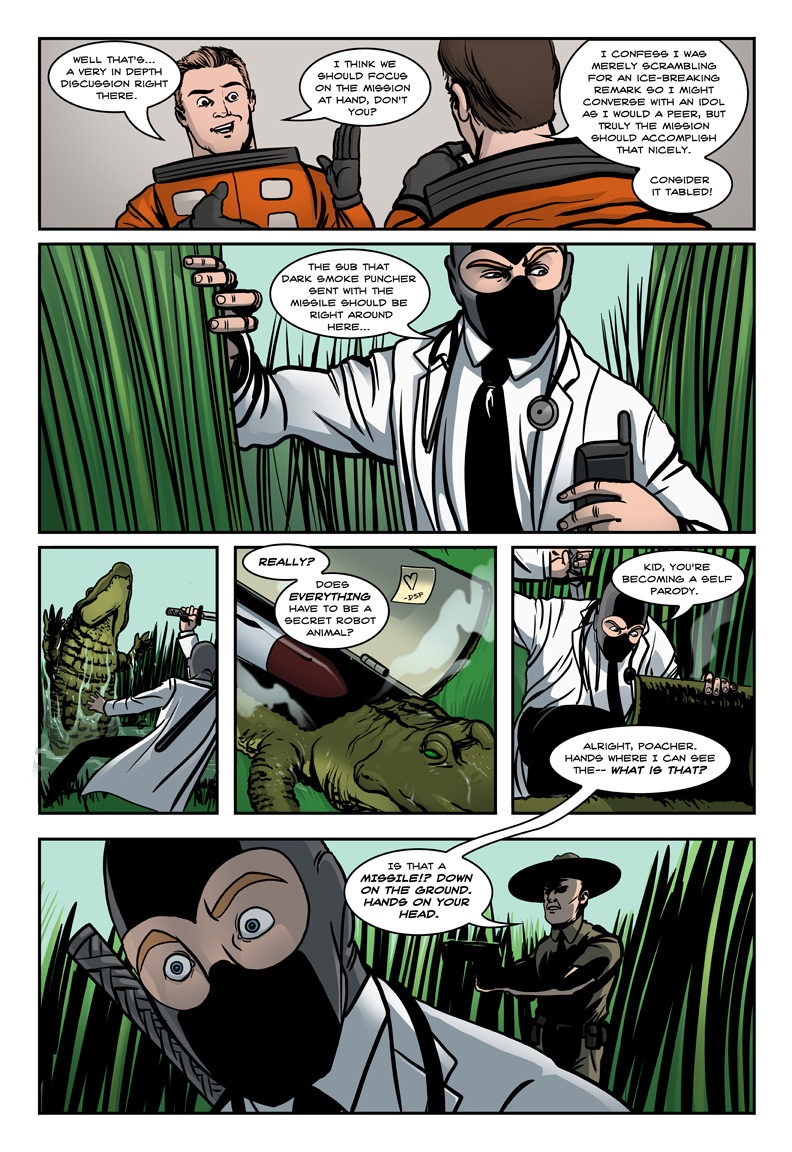 WELL THAT'S...
A VERY IN DEPTH
DISCUSSION RIGHT
THERE.
I THINK WE
SHOULD FOCUS
ON THE MISSION
AT HAND, DON'T
YOU?
I CONFESS I WAS
MERELY SCRAMBLING
FOR AN ICE-BREAKING
REMARK SO I MIGHT
CONVERSE WITH AN IDOL
AS I WOULD A PEER, BUT
TRULY THE MISSION
SHOULD ACCOMPLISH
THAT NICELY.
CONSIDER
IT TABLED!
THE SUB THAT
DARK SMOKE PUNCHER
SENT WITH THE
MISSILE SHOULD BE
RIGHT AROUND
HERE...
REALLY?
DOES
EVERYTHING
HAVE TO BE A
SECRET ROBOT
ANIMAL?
-DSP
KID, YOU'RE
BECOMING A SELF
PARODY.
ALRIGHT, POACHER.
HANDS WHERE I CAN SEE
THE-- WHAT IS THAT?
IS THAT A
MISSILE!? DOWN
ON THE GROUND.
HANDS ON YOUR
HEAD.